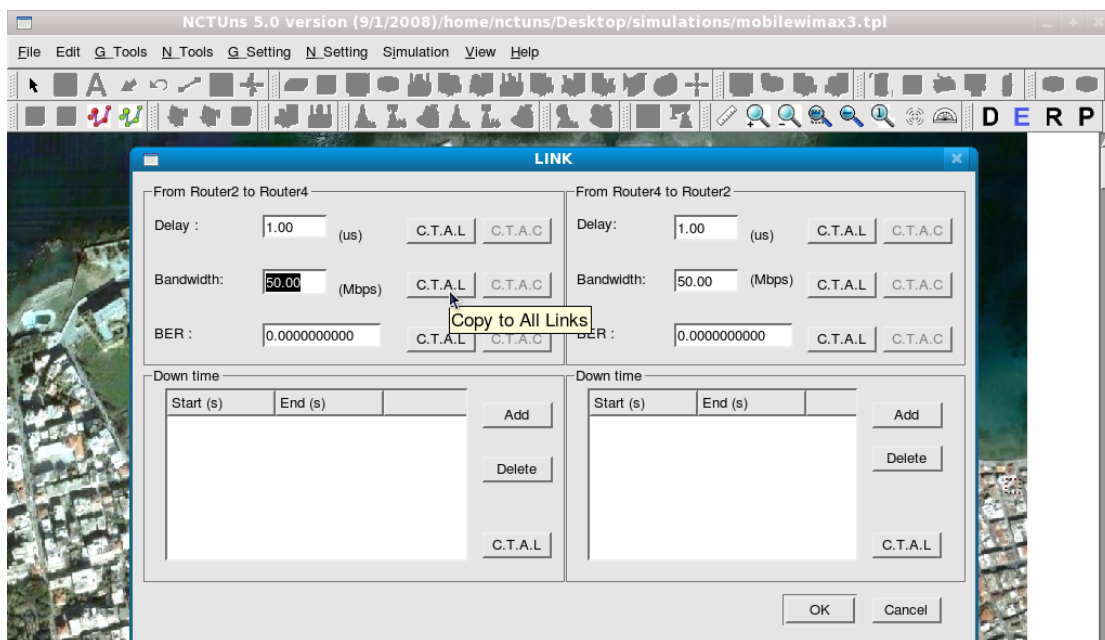 NCTUns 5.0 version (9/1/2008)/home/nctuns/Desktop/simulations/mobilewimax3.tpl
File Edit G_Tools N_Tools G_Setting N_Setting Simulation View Help
A
D E R P
LINK
From Router2 to Router4
Delay : 1.00 (us) C.T.A.L C.T.A.C
Bandwidth: 50.00 (Mbps) C.T.A.L C.T.A.C
Copy to All Links
BER : 0.0000000000 C.T.A.L C.T.A.C
Down time
Start (s) End (s)
Add
Delete
C.T.A.L
From Router4 to Router2
Delay: 1.00 (us) C.T.A.L C.T.A.C
Bandwidth: 50.00 (Mbps) C.T.A.L C.T.A.C
BER : 0.0000000000 C.T.A.L C.T.A.C
Down time
Start (s) End (s)
Add
Delete
C.T.A.L
OK Cancel